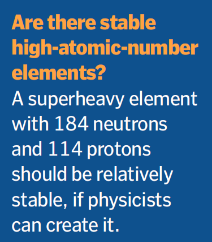 Are there stable
high-atomic-number
elements?
A superheavy element
with 184 neutrons
and 114 protons
should be relatively
stable, if physicists
can create it.